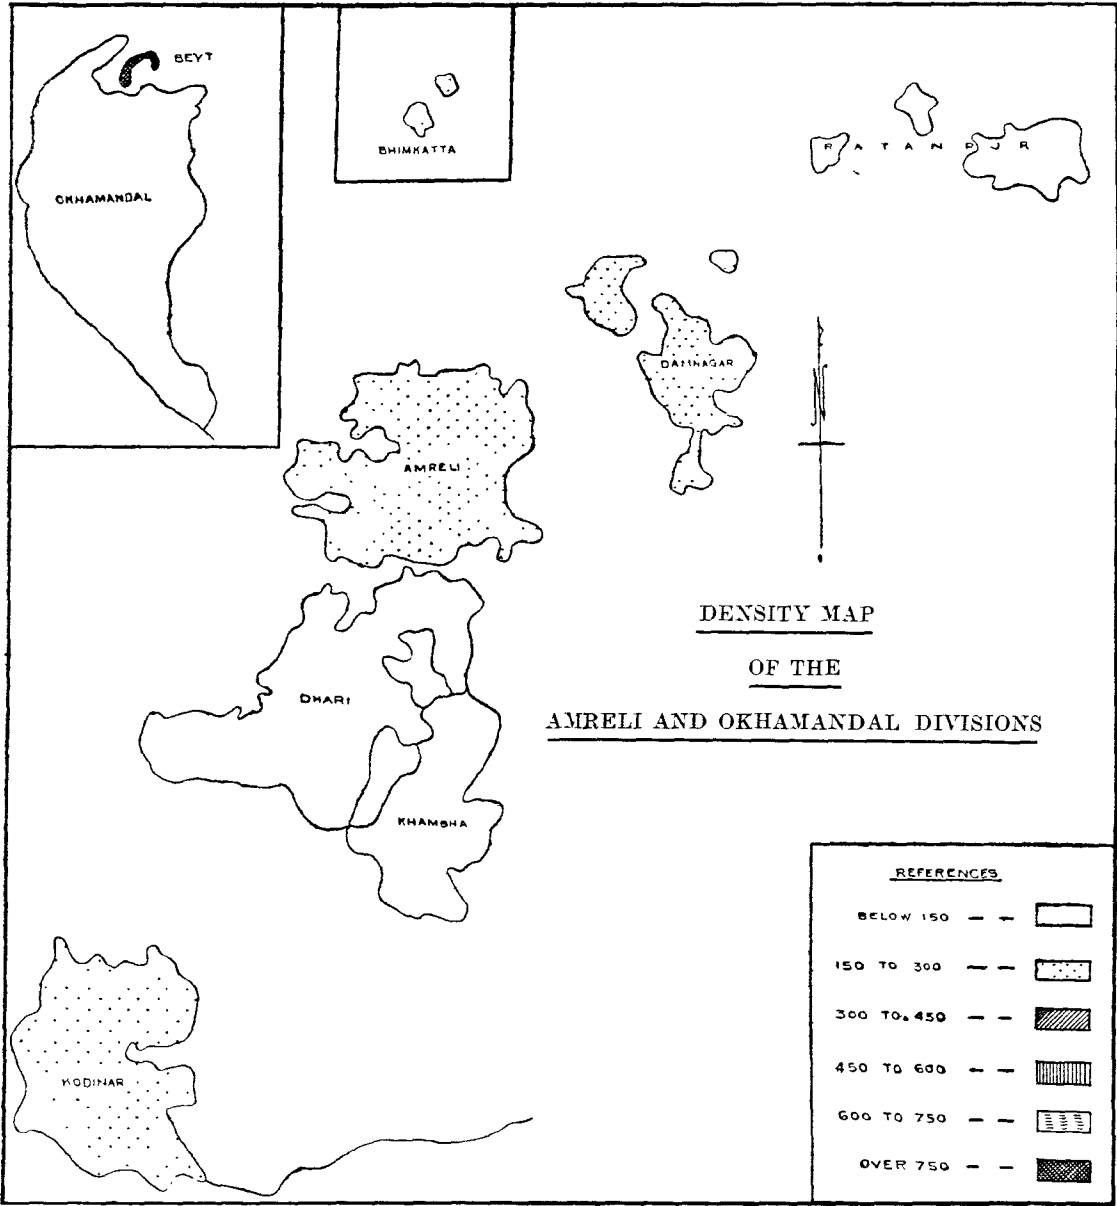 BEYT
OKHAMANDAL
BHIMKATTA
RATANPUR
DAMNAGAR
AMRELI
N
DENSITY MAP
OF THE
AMRELI AND OKHAMANDAL DIVISIONS
DHARI
KHAMBHA
KODINAR
REFERENCES
BELOW 150 — —
150 TO 300 — —
300 TO. 450 — —
450 TO 600 — —
600 TO 750 — —
OVER 750 — —